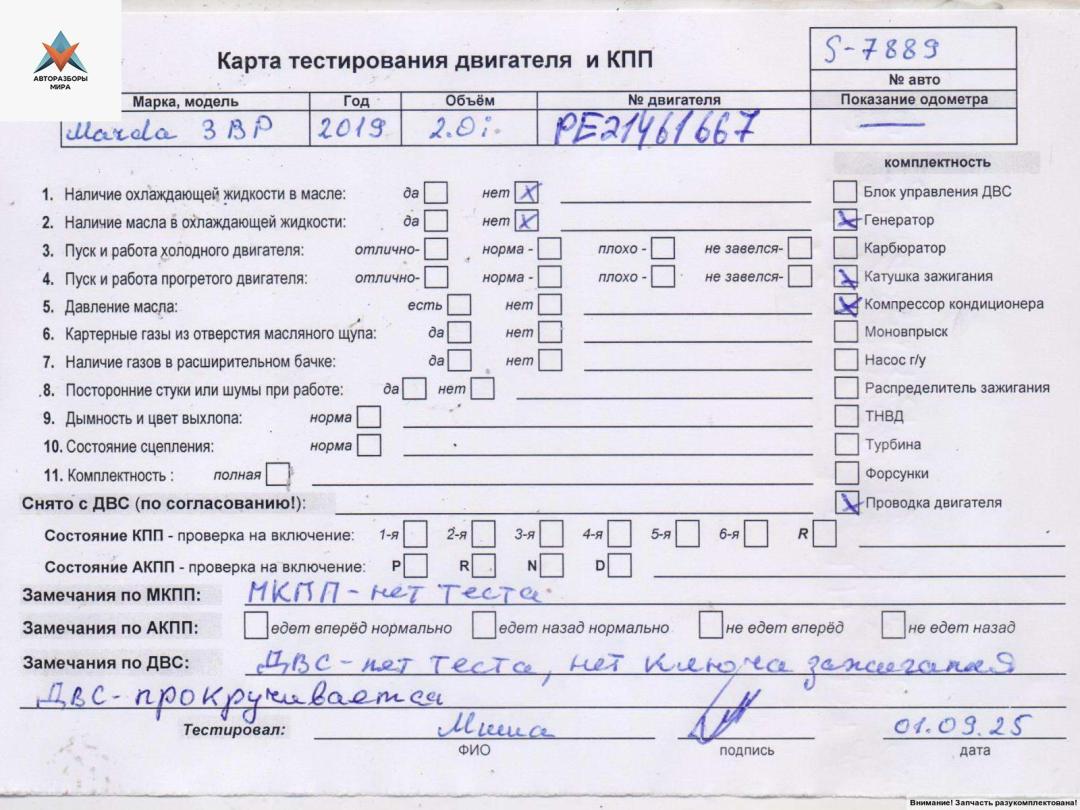 АВТОРАЗБОРЫ
МИРА
Карта тестирования двигателя и КПП
S-7889
№ авто
Марка, модель Год Объём № двигателя Показание одометра
Mazda 3 BP 2019 2.0i PE21461667 —
комплектность
1. Наличие охлаждающей жидкости в масле: да нет x
Блок управления ДВС
2. Наличие масла в охлаждающей жидкости: да нет x
x Генератор
3. Пуск и работа холодного двигателя: отлично- норма - плохо - не завелся-
Карбюратор
4. Пуск и работа прогретого двигателя: отлично- норма - плохо - не завелся-
x Катушка зажигания
5. Давление масла: есть нет
x Компрессор кондиционера
6. Картерные газы из отверстия масляного щупа: да нет
Моновпрыск
7. Наличие газов в расширительном бачке: да нет
Насос г/у
8. Посторонние стуки или шумы при работе: да нет
Распределитель зажигания
9. Дымность и цвет выхлопа: норма
ТНВД
10. Состояние сцепления: норма
Турбина
11. Комплектность : полная
Форсунки
Снято с ДВС (по согласованию!):
x Проводка двигателя
Состояние КПП - проверка на включение: 1-я 2-я 3-я 4-я 5-я 6-я R
Состояние АКПП - проверка на включение: P R N D
Замечания по МКПП: МКПП-нет теста
Замечания по АКПП: едет вперёд нормально едет назад нормально не едет вперёд не едет назад
Замечания по ДВС: ДВС-нет теста, нет ключа зажигания
ДВС-прокручивается
Тестировал: Миша 01.09.25
ФИО подпись дата
Внимание! Запчасть разукомплектована!